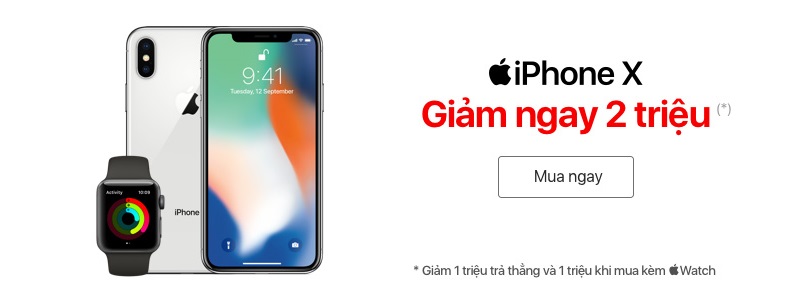 9:41
Tuesday, 12 September
Activity 10:09
iPhone
iPhone X
Giảm ngay 2 triệu (*)
Mua ngay
* Giảm 1 triệu trả thẳng và 1 triệu khi mua kèm Watch